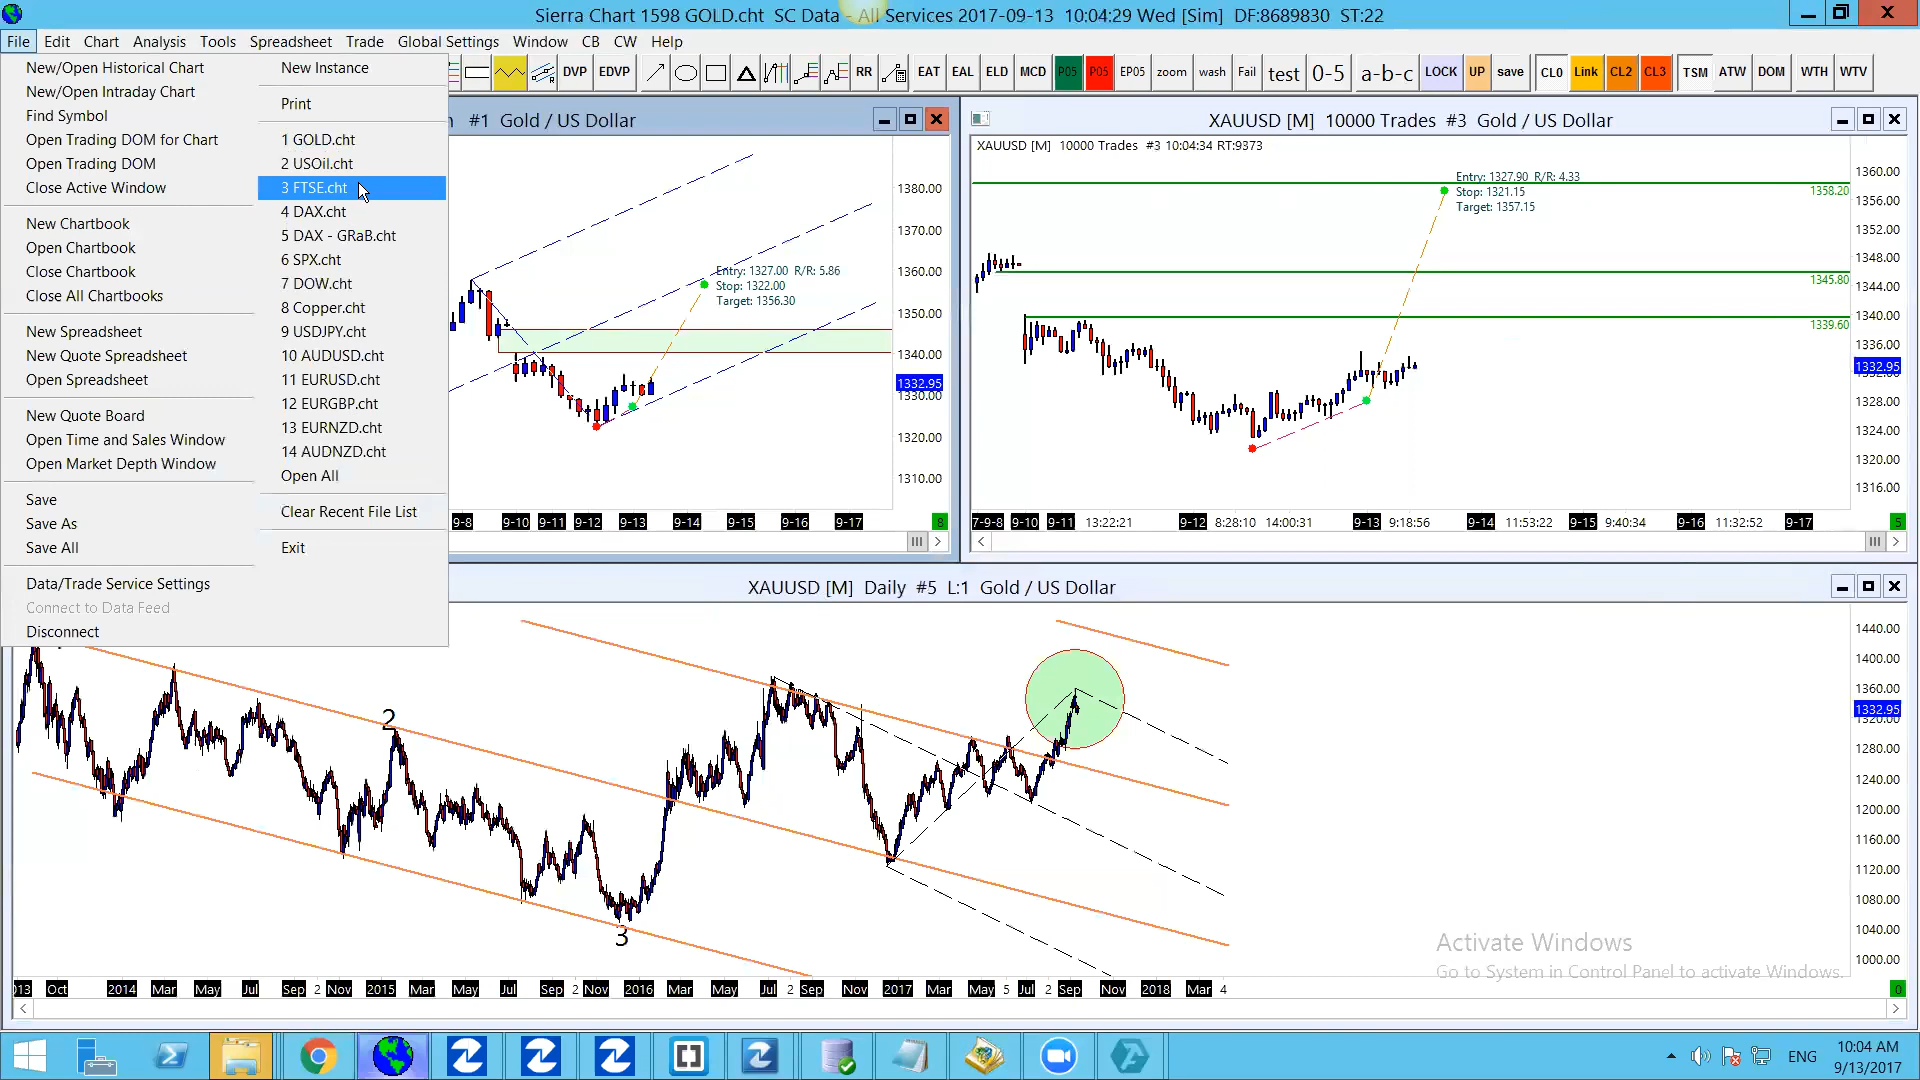 Sierra Chart 1598 GOLD.cht SC Data - All Services 2017-09-13 10:04:29 Wed [Sim] DF:8689830 ST:22
File Edit Chart Analysis Tools Spreadsheet Trade Global Settings Window CB CW Help
DVP EDVP RR EAT EAL ELD MCD P05 P05 EP05 zoom wash Fail test 0-5 a-b-c LOCK UP save CL0 Link CL2 CL3 TSM ATW DOM WTH WTV
New/Open Historical Chart
New/Open Intraday Chart
Find Symbol
Open Trading DOM for Chart
Open Trading DOM
Close Active Window
New Chartbook
Open Chartbook
Close Chartbook
Close All Chartbooks
New Spreadsheet
New Quote Spreadsheet
Open Spreadsheet
New Quote Board
Open Time and Sales Window
Open Market Depth Window
Save
Save As
Save All
Data/Trade Service Settings
Connect to Data Feed
Disconnect
New Instance
Print
1 GOLD.cht
2 USOil.cht
3 FTSE.cht
4 DAX.cht
5 DAX - GRaB.cht
6 SPX.cht
7 DOW.cht
8 Copper.cht
9 USDJPY.cht
10 AUDUSD.cht
11 EURUSD.cht
12 EURGBP.cht
13 EURNZD.cht
14 AUDNZD.cht
Open All
Clear Recent File List
Exit
#1 Gold / US Dollar
Entry: 1327.00 R/R: 5.86
Stop: 1322.00
Target: 1356.30
1380.00
1370.00
1360.00
1350.00
1340.00
1332.95
1330.00
1320.00
1310.00
9-8 9-10 9-11 9-12 9-13 9-14 9-15 9-16 9-17 8
XAUUSD [M] 10000 Trades #3 Gold / US Dollar
XAUUSD [M] 10000 Trades #3 10:04:34 RT:9373
Entry: 1327.90 R/R: 4.33
Stop: 1321.15
Target: 1357.15
1358.20
1345.80
1339.60
1360.00
1356.00
1352.00
1348.00
1344.00
1340.00
1336.00
1332.95
1328.00
1324.00
1320.00
1316.00
7-9-8 9-10 9-11 13:22:21 9-12 8:28:10 14:00:31 9-13 9:18:56 9-14 11:53:22 9-15 9:40:34 9-16 11:32:52 9-17 5
XAUUSD [M] Daily #5 L:1 Gold / US Dollar
2
3
1440.00
1400.00
1360.00
1332.95
1320.00
1280.00
1240.00
1200.00
1160.00
1120.00
1080.00
1040.00
1000.00
Activate Windows
Go to System in Control Panel to activate Windows.
013 Oct 2014 Mar May Jul Sep 2 Nov 2015 Mar May Jul Sep 2 Nov 2016 Mar May Jul 2 Sep Nov 2017 Mar May 5 Jul 2 Sep Nov 2018 Mar 4 0
ENG
10:04 AM
9/13/2017